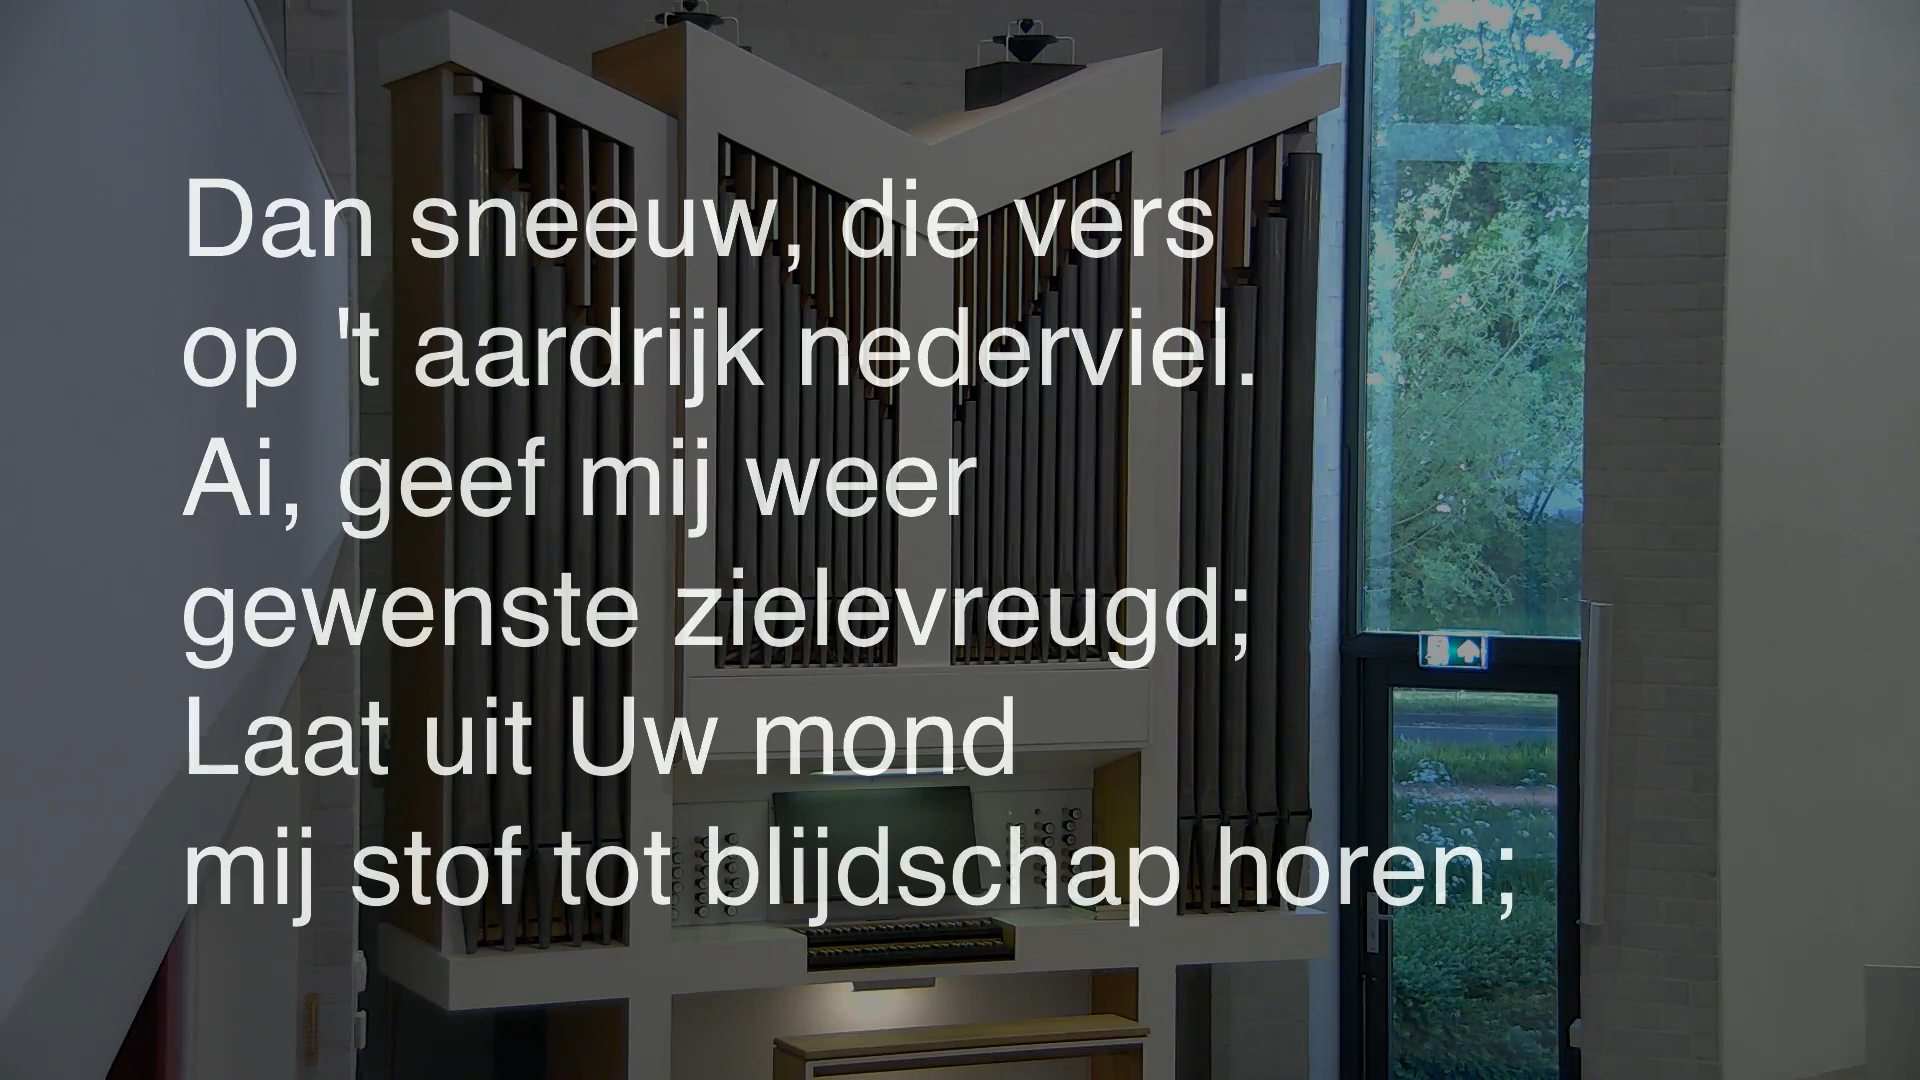 Dan sneeuw, die vers
op 't aardrijk nederviel.
Ai, geef mij weer
gewenste zielevreugd;
Laat uit Uw mond
mij stof tot blijdschap horen;